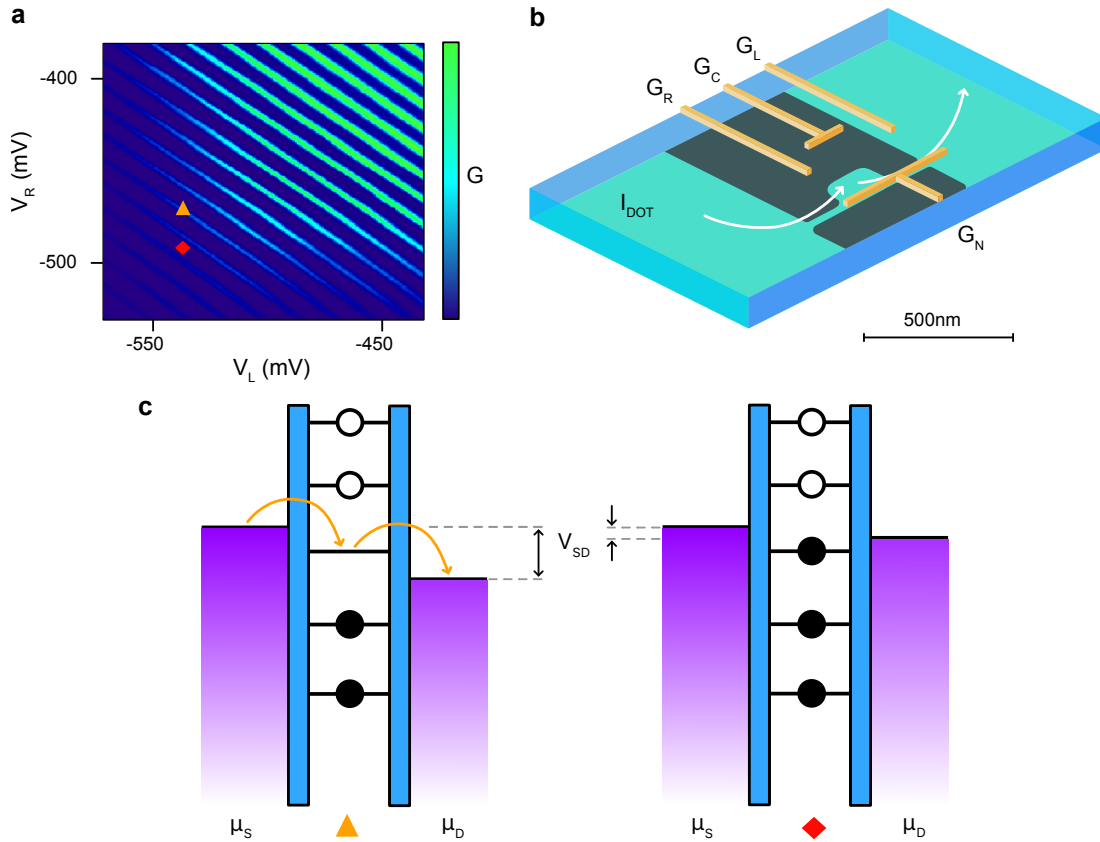 a
-400
-500
V_R (mV)
-550
-450
V_L (mV)
G
b
G_L
G_C
G_R
I_DOT
G_N
500nm
c
V_SD
μ_S
μ_D
μ_S
μ_D